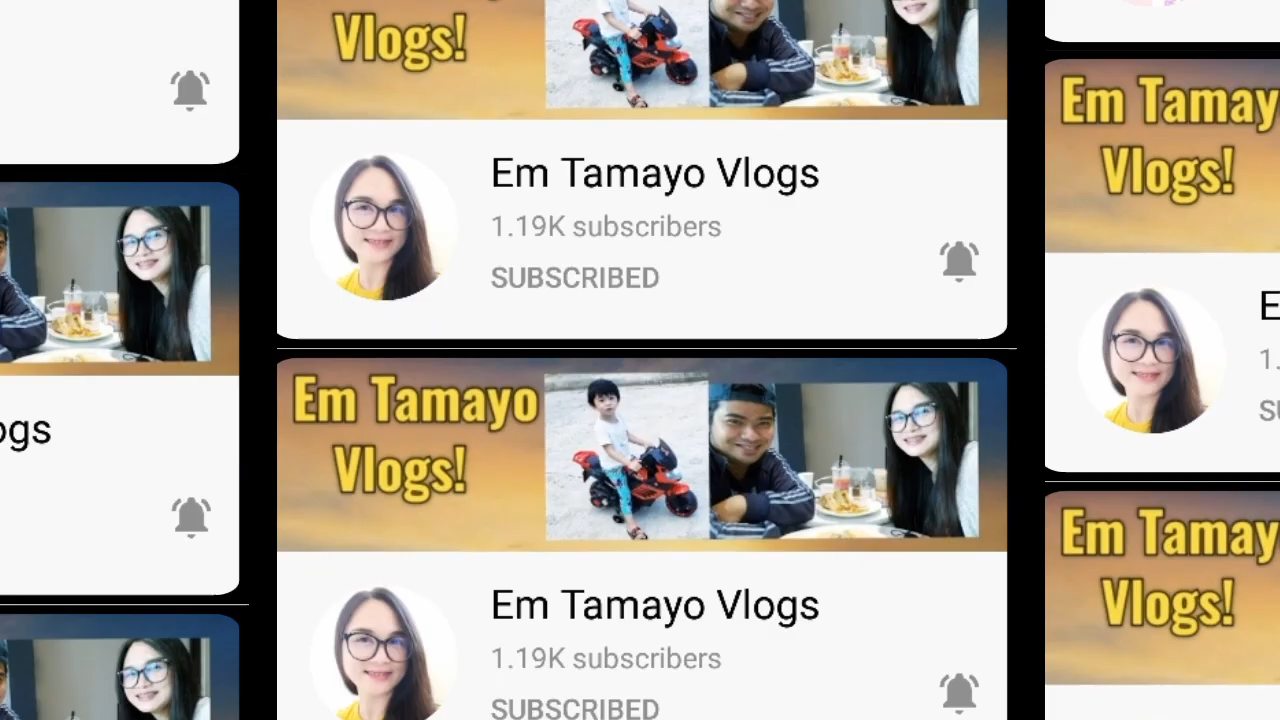 Vlogs!
Em Tamayo Vlogs
1.19K subscribers
SUBSCRIBED
Em Tamayo
Vlogs!
Em Tamayo Vlogs
1.19K subscribers
SUBSCRIBED
ogs
Em Tamay
Vlogs!
E
1.
S
Em Tamay
Vlogs!